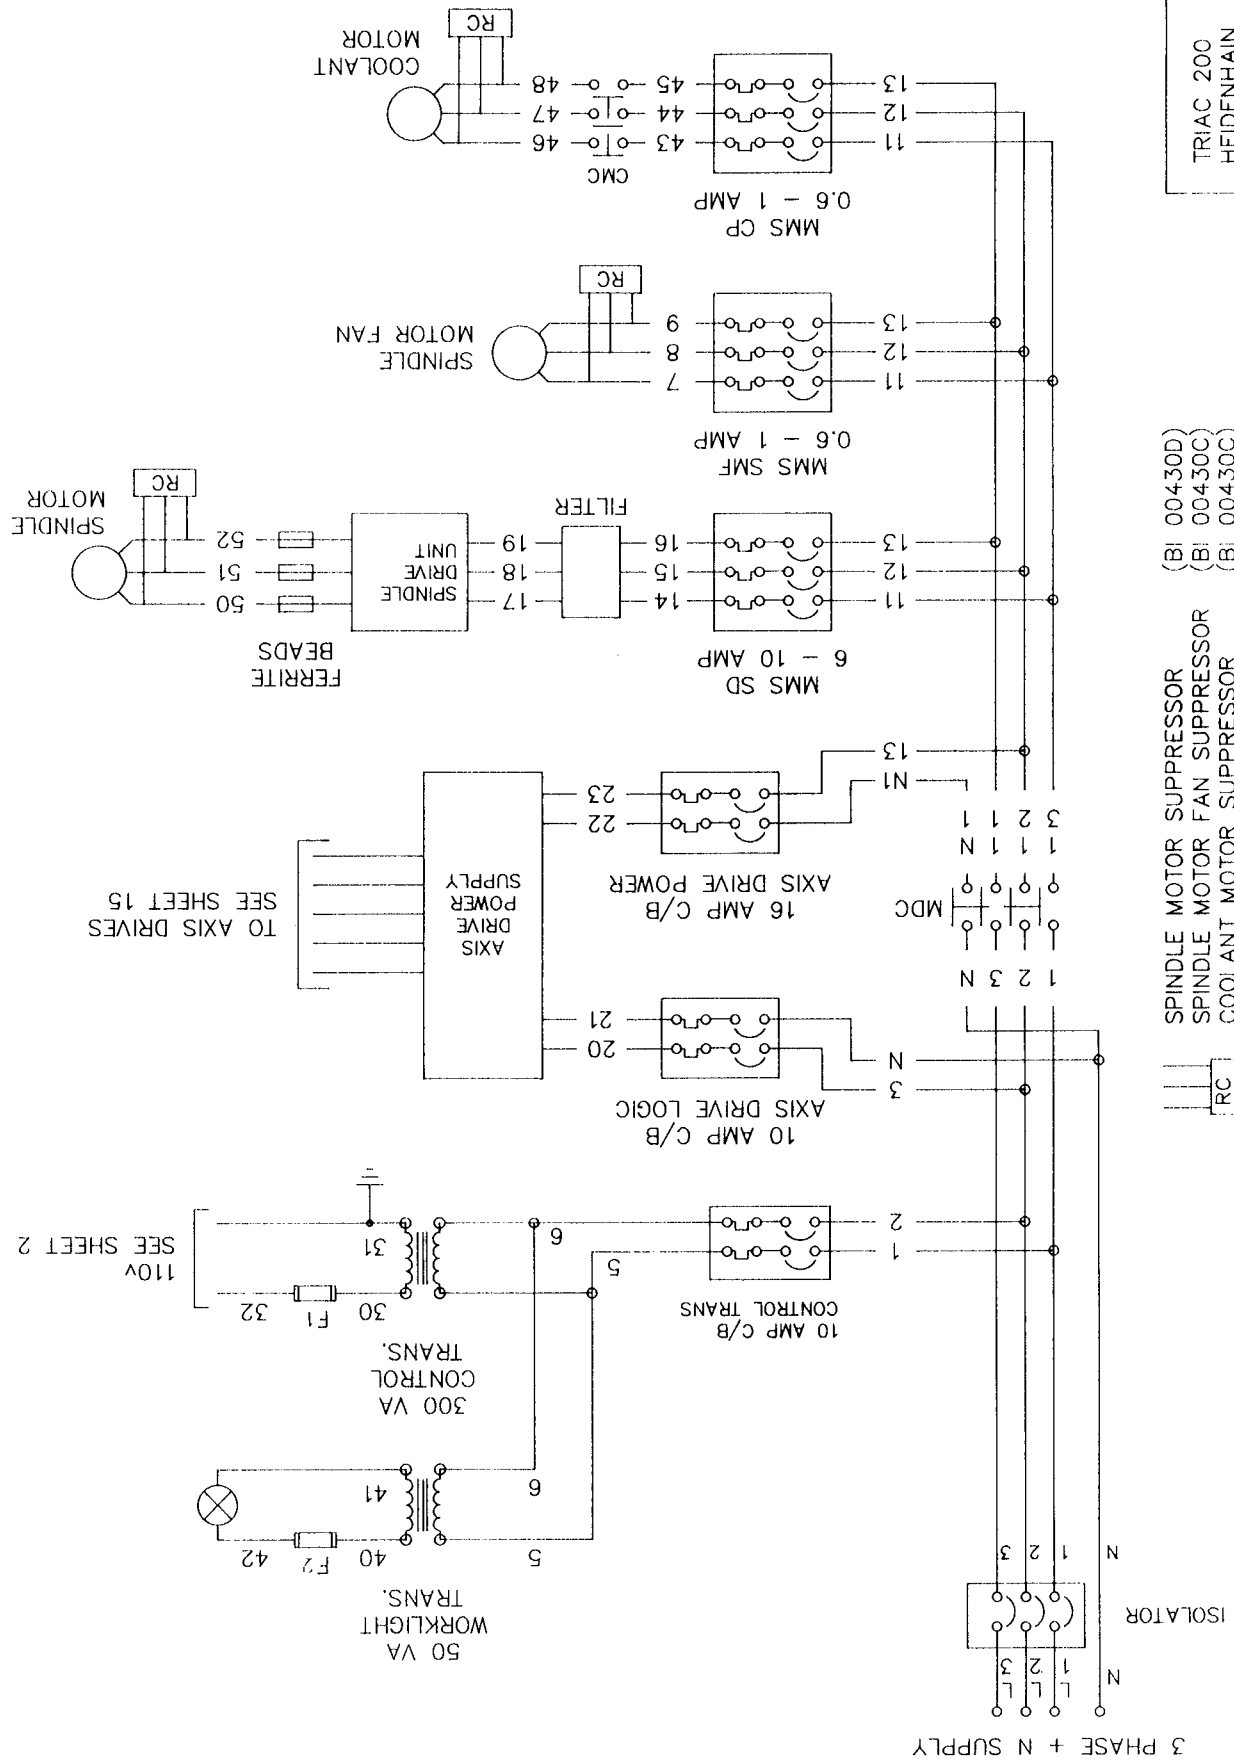 3 PHASE + N SUPPLY
N
L1
L2
L3
ISOLATOR
N
1
2
3
50 VA
WORKLIGHT
TRANS.
5
6
40
F2
42
41
300 VA
CONTROL
TRANS.
30
F1
32
31
110v
SEE SHEET 2
10 AMP C/B
CONTROL TRANS
1
2
5
6
10 AMP C/B
AXIS DRIVE LOGIC
3
N
20
21
1
2
3
N
MDC
11
12
13
N1
16 AMP C/B
AXIS DRIVE POWER
N1
13
22
23
AXIS
DRIVE
POWER
SUPPLY
TO AXIS DRIVES
SEE SHEET 15
MMS SD
6 - 10 AMP
11
12
13
14
15
16
FILTER
17
18
19
SPINDLE
DRIVE
UNIT
FERRITE
BEADS
50
51
52
SPINDLE
MOTOR
RC
MMS SMF
0.6 - 1 AMP
11
12
13
7
8
9
SPINDLE
MOTOR FAN
RC
MMS CP
0.6 - 1 AMP
11
12
13
43
44
45
CMC
46
47
48
COOLANT
MOTOR
RC
RC
SPINDLE MOTOR SUPPRESSOR (BI 00430D)
SPINDLE MOTOR FAN SUPPRESSOR (BI 00430C)
COOLANT MOTOR SUPPRESSOR (BI 00430C)
TRIAC 200
HEIDENHAIN